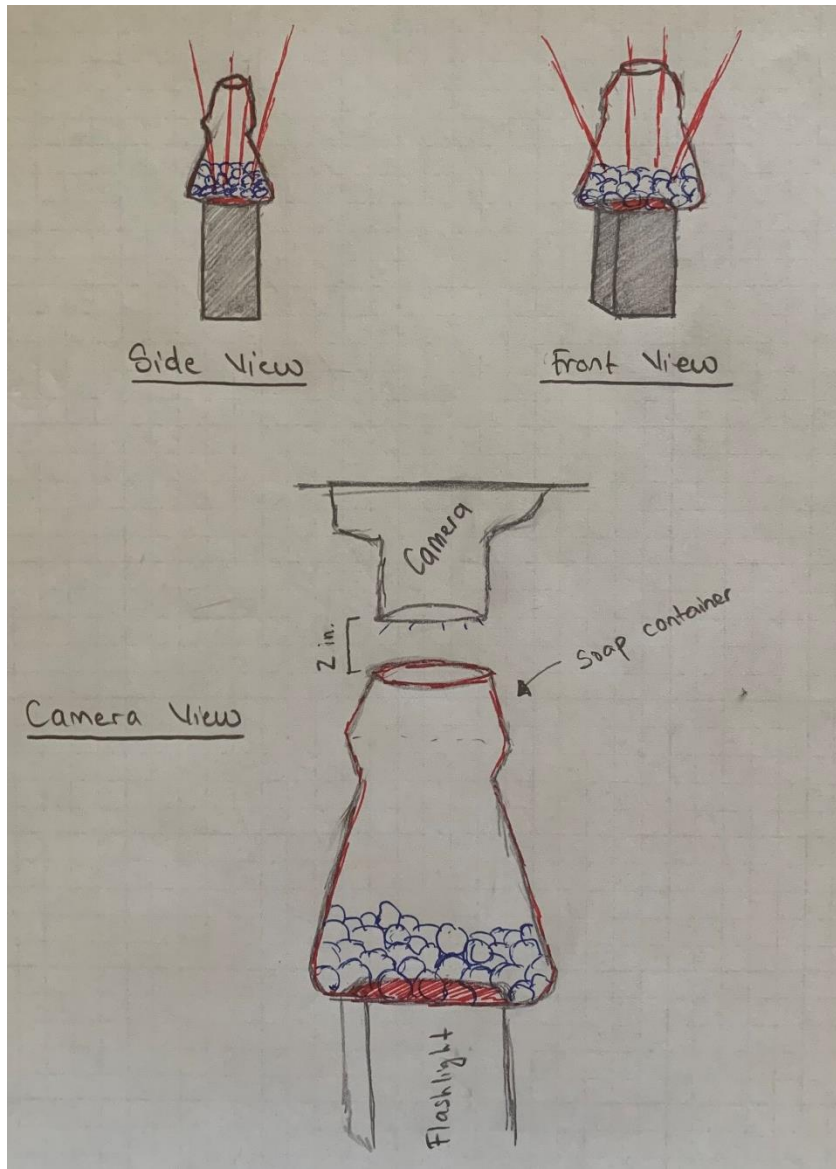 Side View
Front View
Camera
2 in.
Soap container
Camera View
Flashlight